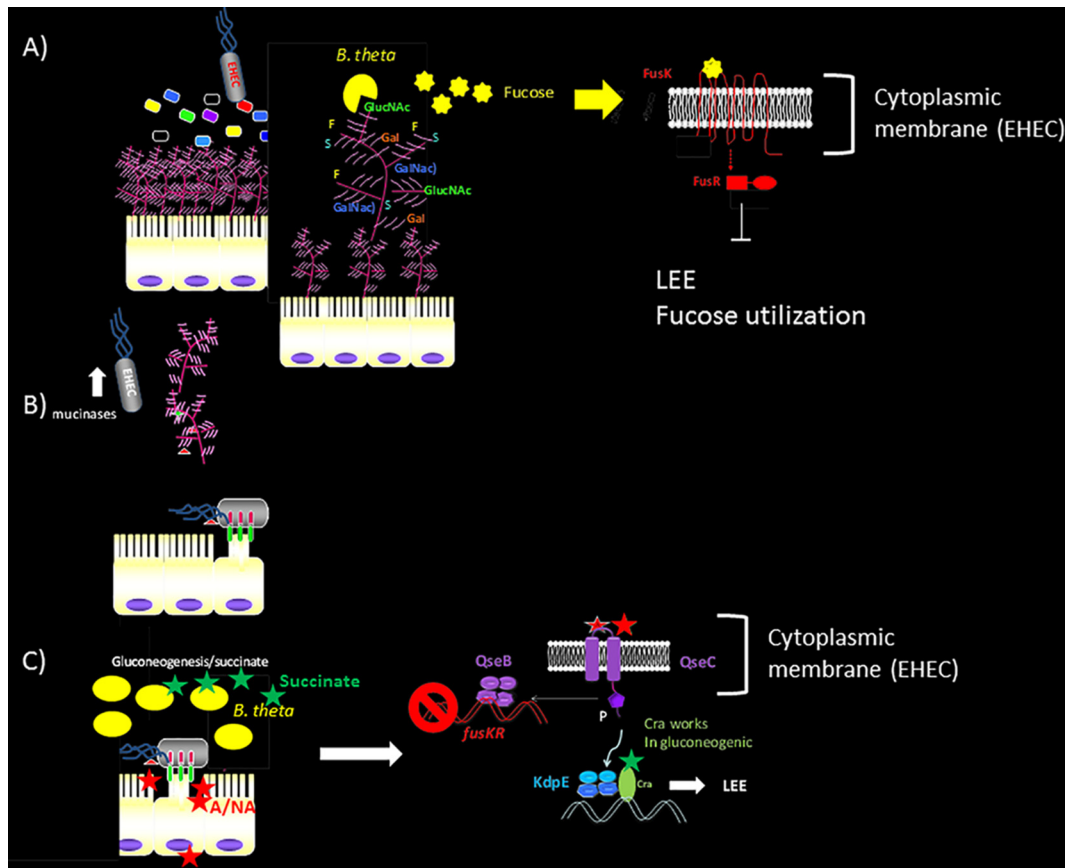 A)
EHEC
B. theta
GlucNAc
F
F
Gal
S
S
GalNac)
F
GlucNAc
GalNac)
S
Gal
Fucose
FusK
Cytoplasmic
membrane (EHEC)
FusR
LEE
Fucose utilization
B)
EHEC
mucinases
C)
Gluconeogenesis/succinate
Succinate
B. theta
A/NA
QseB
fusKR
QseC
P
Cytoplasmic
membrane (EHEC)
Cra works
In gluconeogenic
KdpE
Cra
LEE